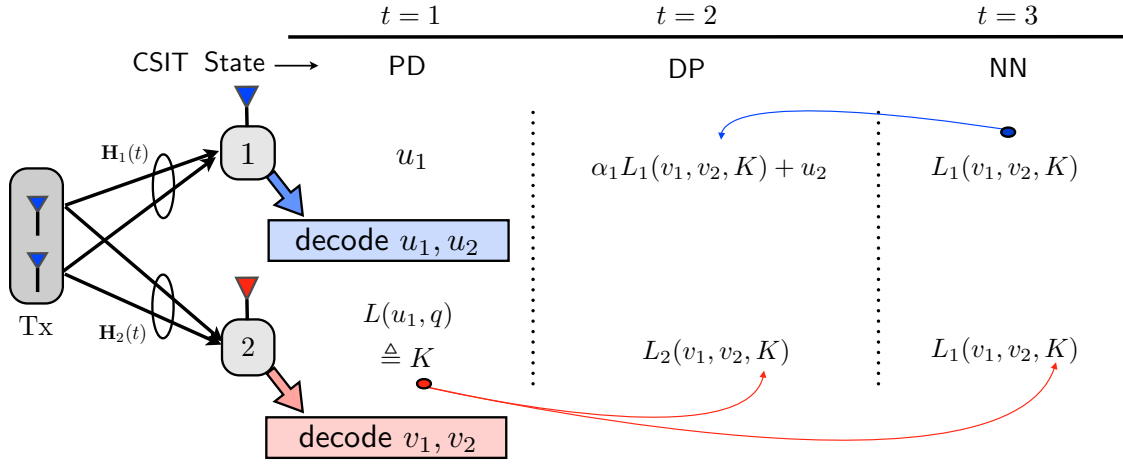 t = 1 t = 2 t = 3
CSIT State PD DP NN
H₁(t) 1 u₁ α₁L₁(v₁, v₂, K) + u₂ L₁(v₁, v₂, K)
decode u₁, u₂
Tx
H₂(t) 2 L(u₁, q)
≜ K L₂(v₁, v₂, K) L₁(v₁, v₂, K)
decode v₁, v₂